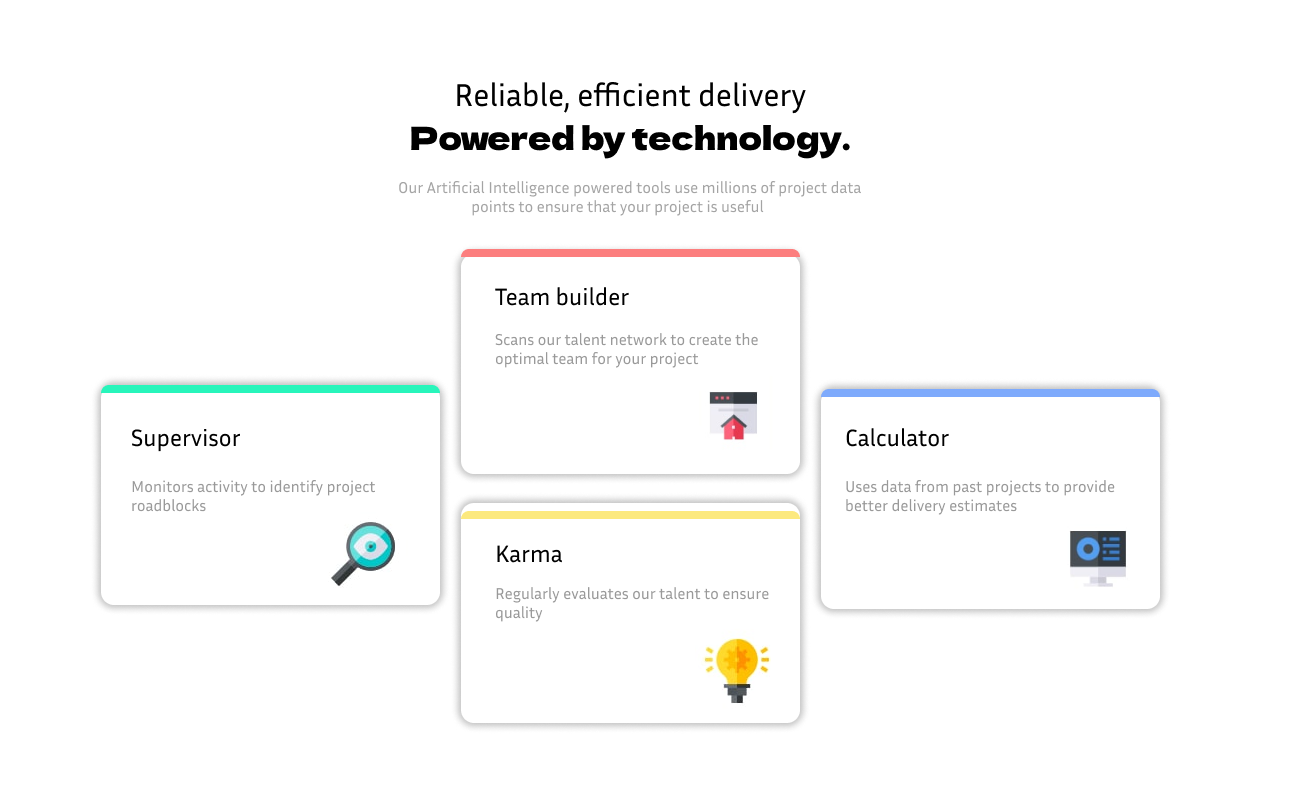 Reliable, efficient delivery
Powered by technology.
Our Artificial Intelligence powered tools use millions of project data
points to ensure that your project is useful
Team builder
Scans our talent network to create the
optimal team for your project
Supervisor
Monitors activity to identify project
roadblocks
Calculator
Uses data from past projects to provide
better delivery estimates
Karma
Regularly evaluates our talent to ensure
quality